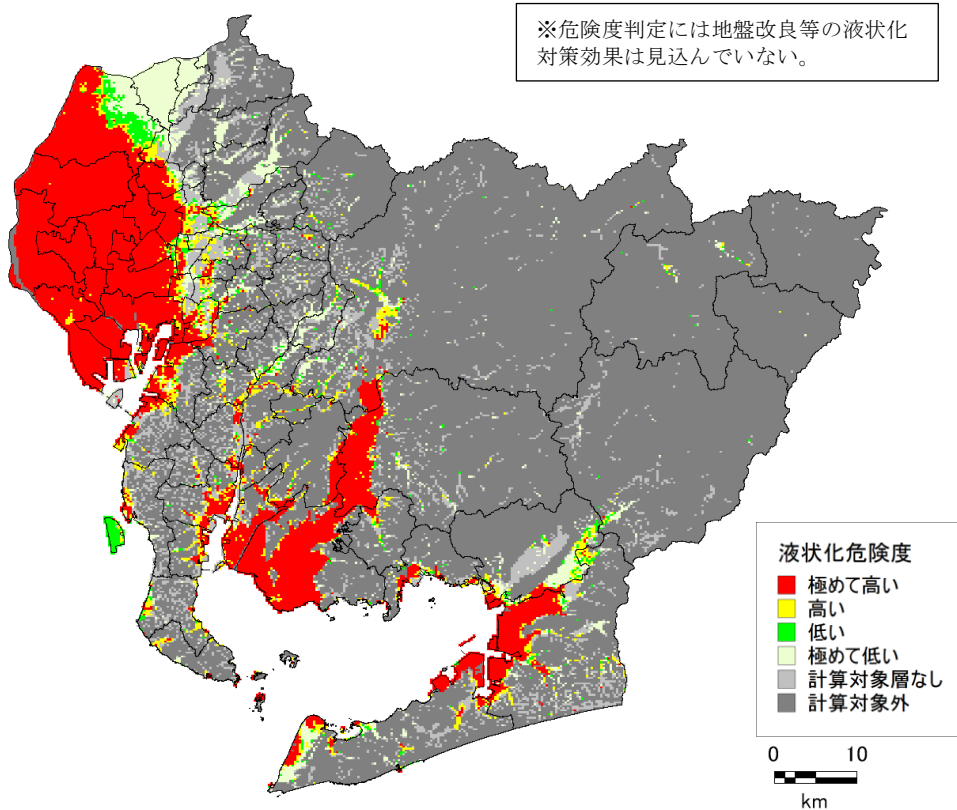 ※危険度判定には地盤改良等の液状化
対策効果は見込んでいない。
液状化危険度
極めて高い
高い
低い
極めて低い
計算対象層なし
計算対象外
0 10
km